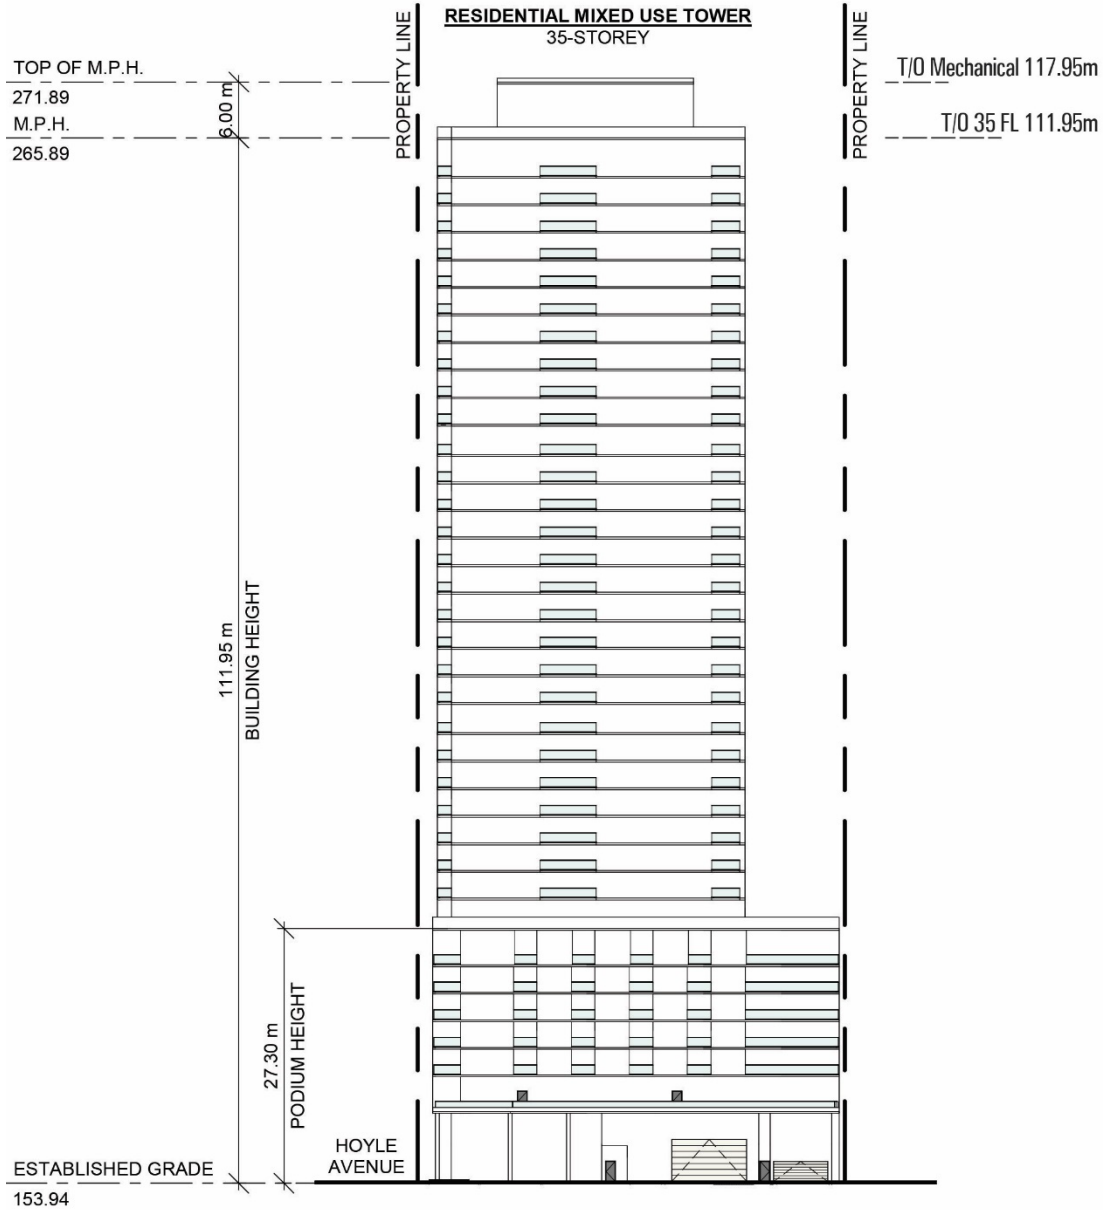 RESIDENTIAL MIXED USE TOWER
35-STOREY
PROPERTY LINE
PROPERTY LINE
TOP OF M.P.H.
271.89
6.00 m
M.P.H.
265.89
T/O Mechanical 117.95m
T/O 35 FL 111.95m
111.95 m
BUILDING HEIGHT
27.30 m
PODIUM HEIGHT
HOYLE
AVENUE
ESTABLISHED GRADE
153.94